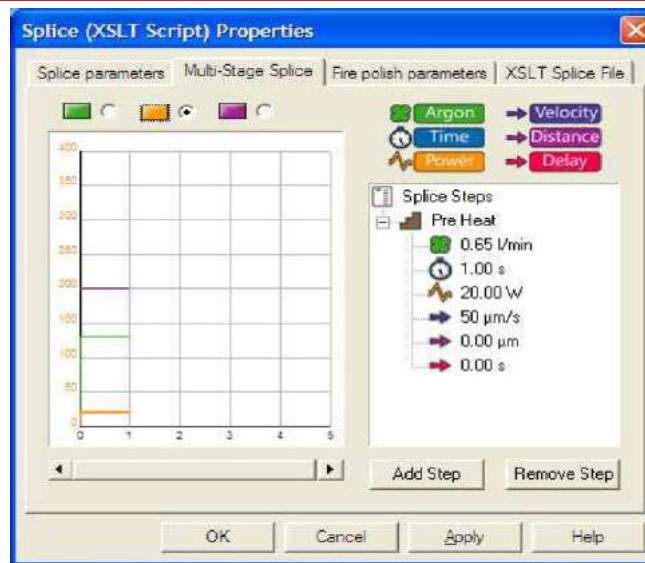 Splice (XSLT Script) Properties
Splice parameters
Multi-Stage Splice
Fire polish parameters
XSLT Splice File
Argon
Velocity
Time
Distance
Power
Delay
400
350
300
250
200
150
100
50
0
0 1 2 3 4 5
Splice Steps
Pre Heat
0.65 l/min
1.00 s
20.00 W
50 µm/s
0.00 µm
0.00 s
Add Step
Remove Step
OK
Cancel
Apply
Help